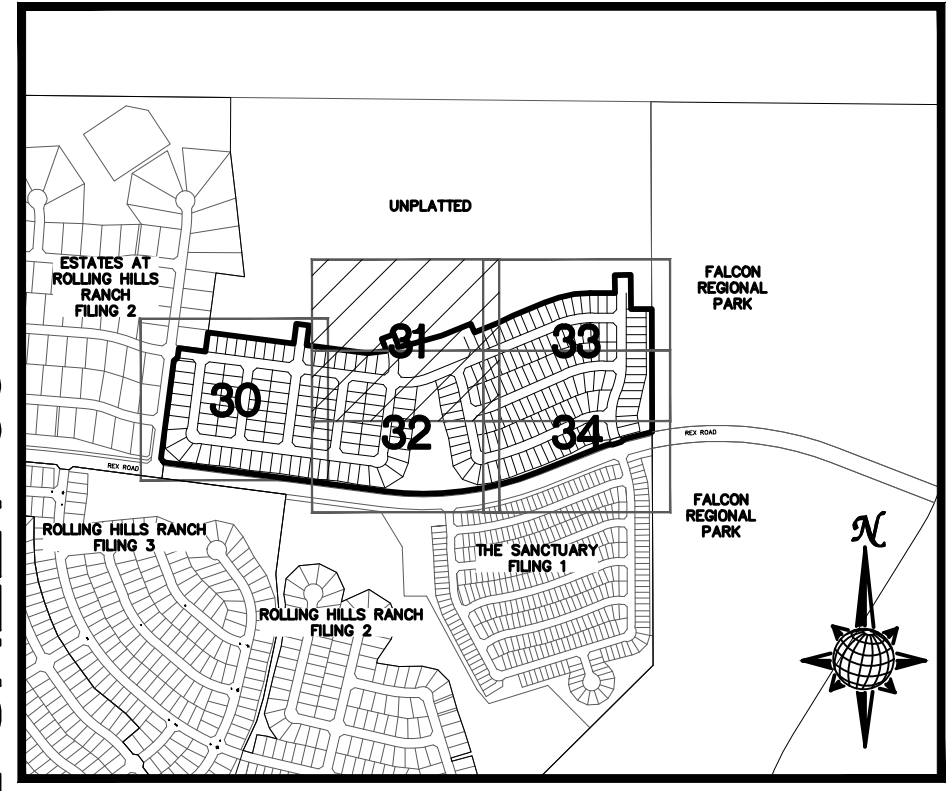 UNPLATTED
ESTATES AT
ROLLING HILLS
RANCH
FILING 2
FALCON
REGIONAL
PARK
31
33
30
32
34
REX ROAD
REX ROAD
FALCON
REGIONAL
PARK
N
ROLLING HILLS RANCH
FILING 3
THE SANCTUARY
FILING 1
ROLLING HILLS RANCH
FILING 2